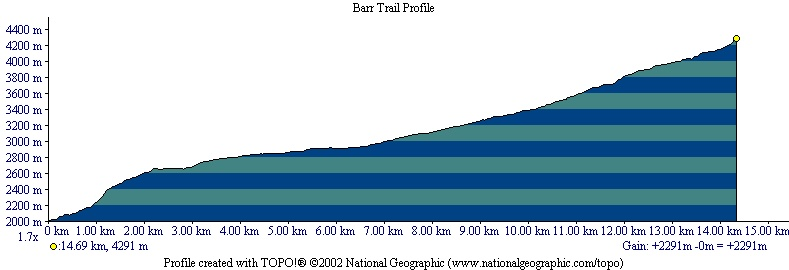 Barr Trail Profile
4400 m
4200 m
4000 m
3800 m
3600 m
3400 m
3200 m
3000 m
2800 m
2600 m
2400 m
2200 m
2000 m
0 km 1.00 km 2.00 km 3.00 km 4.00 km 5.00 km 6.00 km 7.00 km 8.00 km 9.00 km 10.00 km 11.00 km 12.00 km 13.00 km 14.00 km 15.00 km
1.7x
:14.69 km, 4291 m Gain: +2291m -0m = +2291m
Profile created with TOPO!® ©2002 National Geographic (www.nationalgeographic.com/topo)